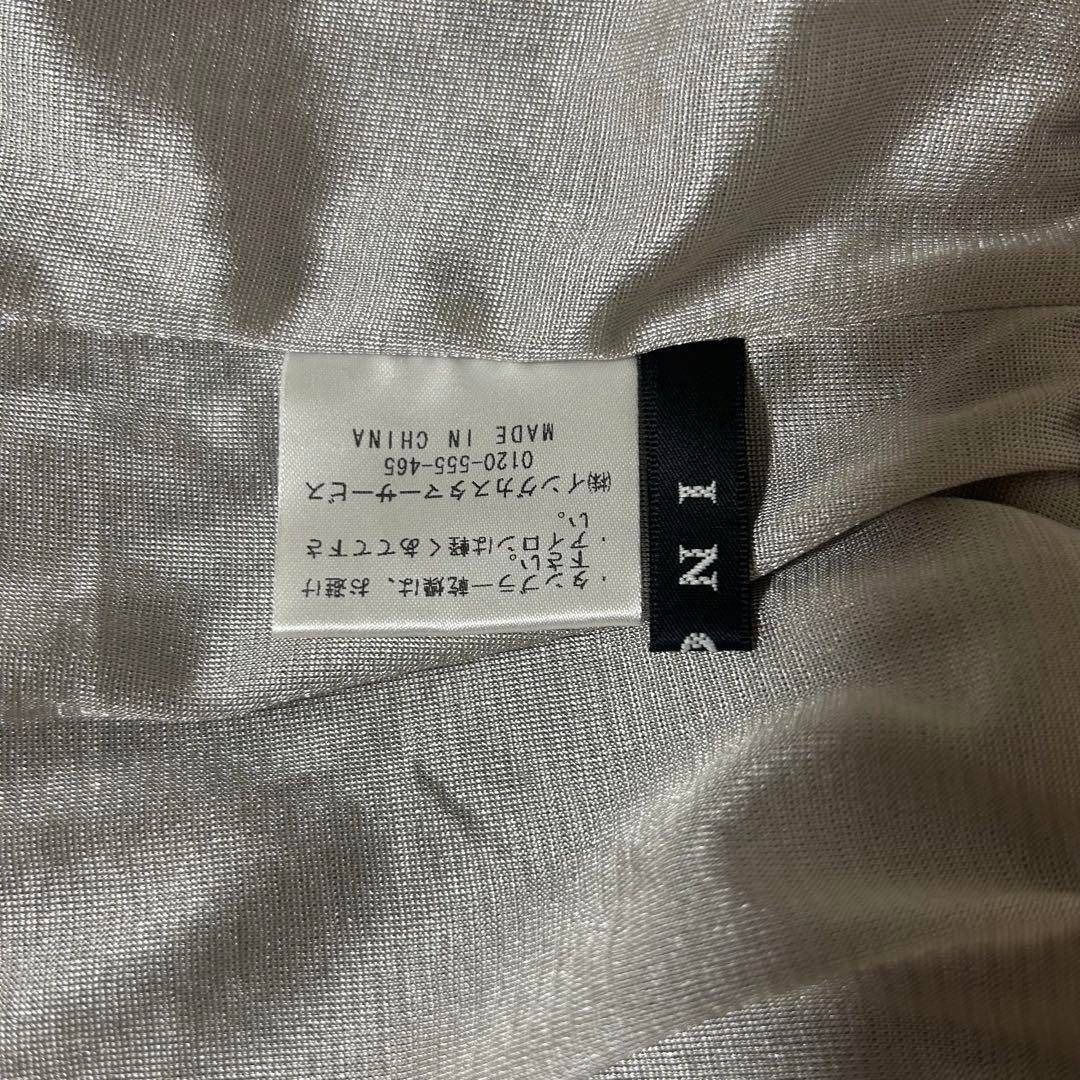 ・タンブラー乾燥は、お避け
下さい。
・アイロンは軽くあてて下さ
い。
㈱イングカスタマーサービス
0120-555-465
MADE IN CHINA
I N